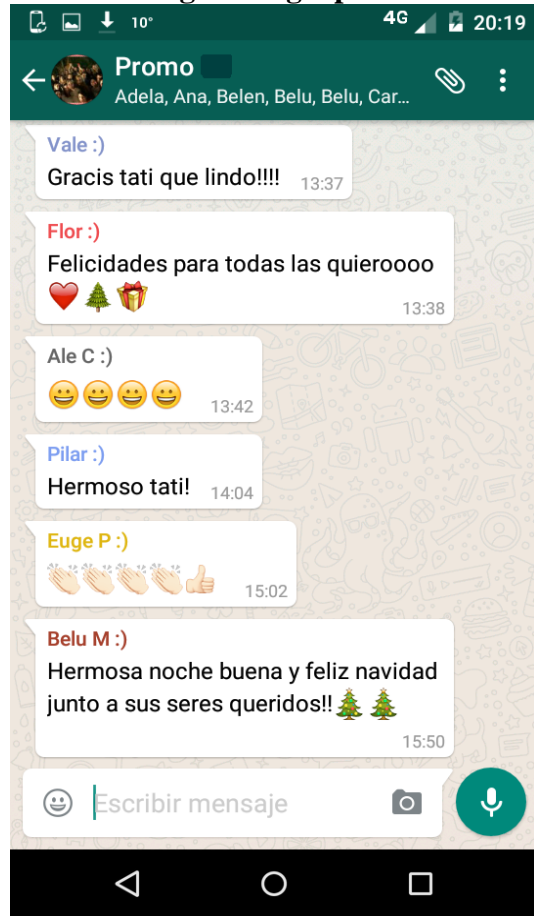 10°
4G
20:19
Promo
Adela, Ana, Belen, Belu, Belu, Car...
Vale :)
Gracis tati que lindo!!!! 13:37
Flor :)
Felicidades para todas las quieroooo
❤️🌲🎁
13:38
Ale C :)
😀😀😀😀 13:42
Pilar :)
Hermoso tati! 14:04
Euge P :)
👏🏻👏🏻👏🏻👏🏻👍🏻 15:02
Belu M :)
Hermosa noche buena y feliz navidad
junto a sus seres queridos!!🎄🎄
15:50
Escribir mensaje